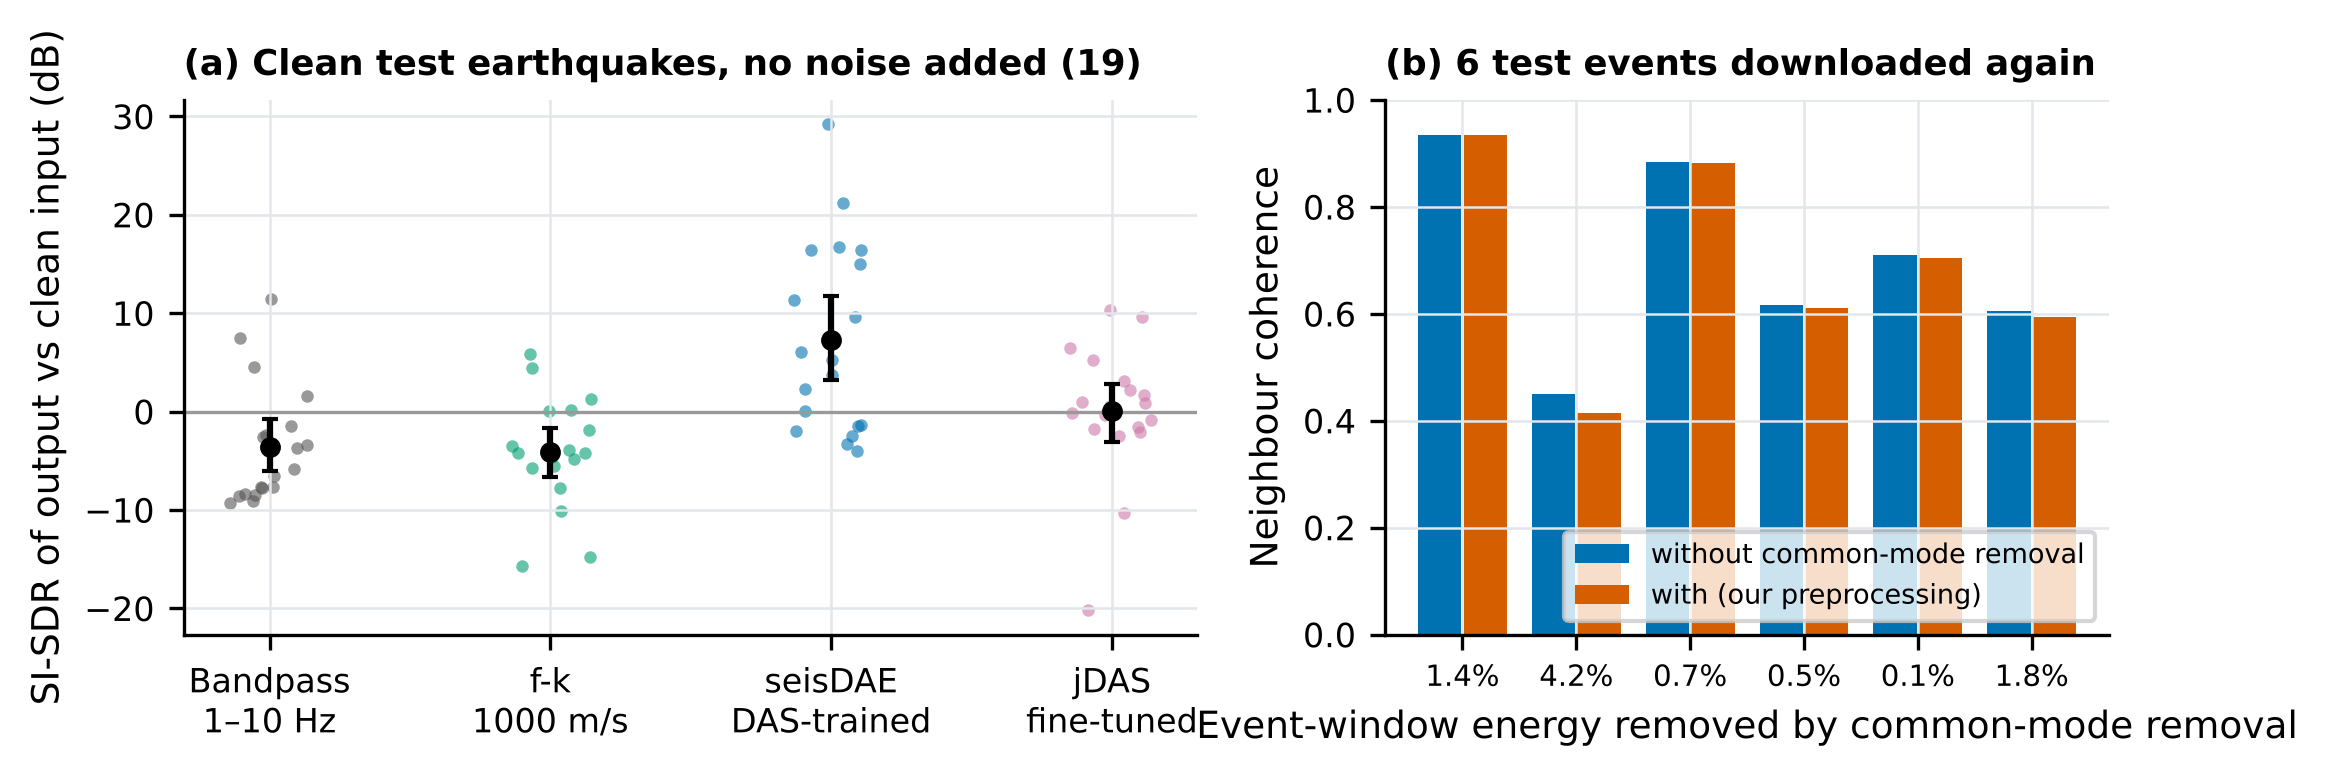 (a) Clean test earthquakes, no noise added (19)
SI-SDR of output vs clean input (dB)
30
20
10
0
−10
−20
Bandpass
1–10 Hz
f-k
1000 m/s
seisDAE
DAS-trained
jDAS
fine-tuned
(b) 6 test events downloaded again
Neighbour coherence
1.0
0.8
0.6
0.4
0.2
0.0
without common-mode removal
with (our preprocessing)
1.4%
4.2%
0.7%
0.5%
0.1%
1.8%
Event-window energy removed by common-mode removal